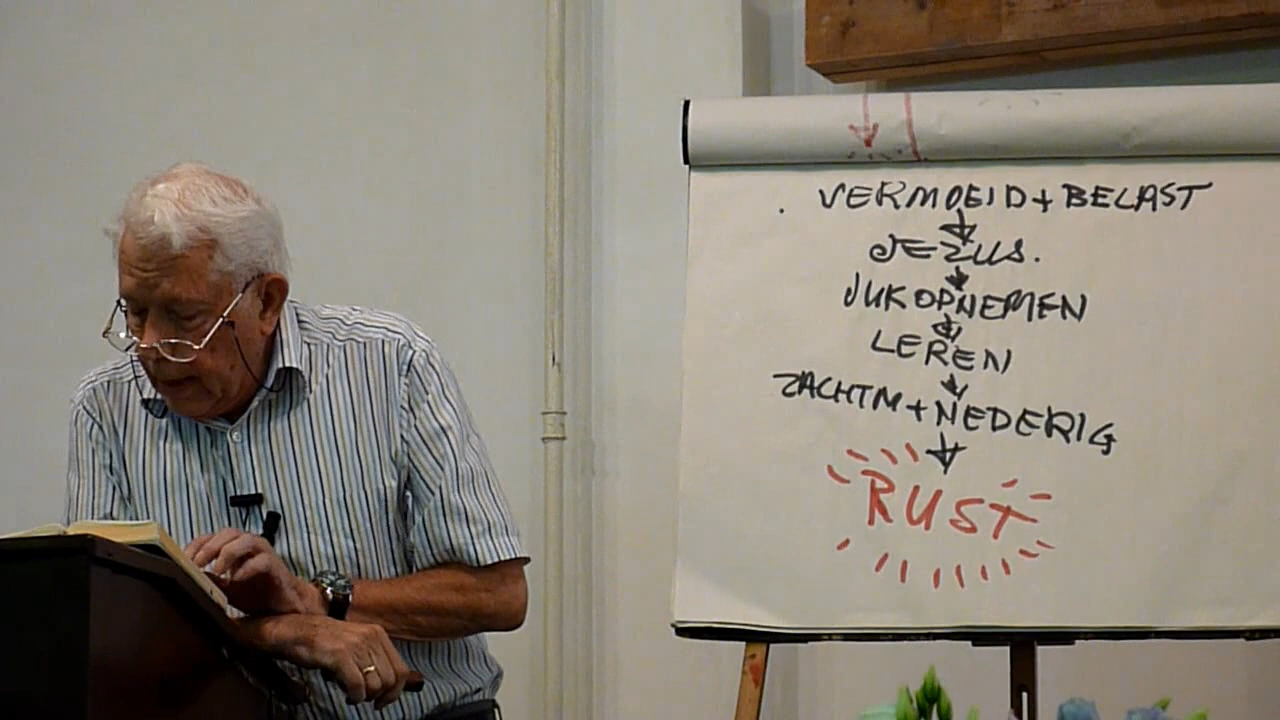 VERMOEID + BELAST
JEZUS.
JUK OPNEMEN
LEREN
ZACHTM + NEDERIG
RUST